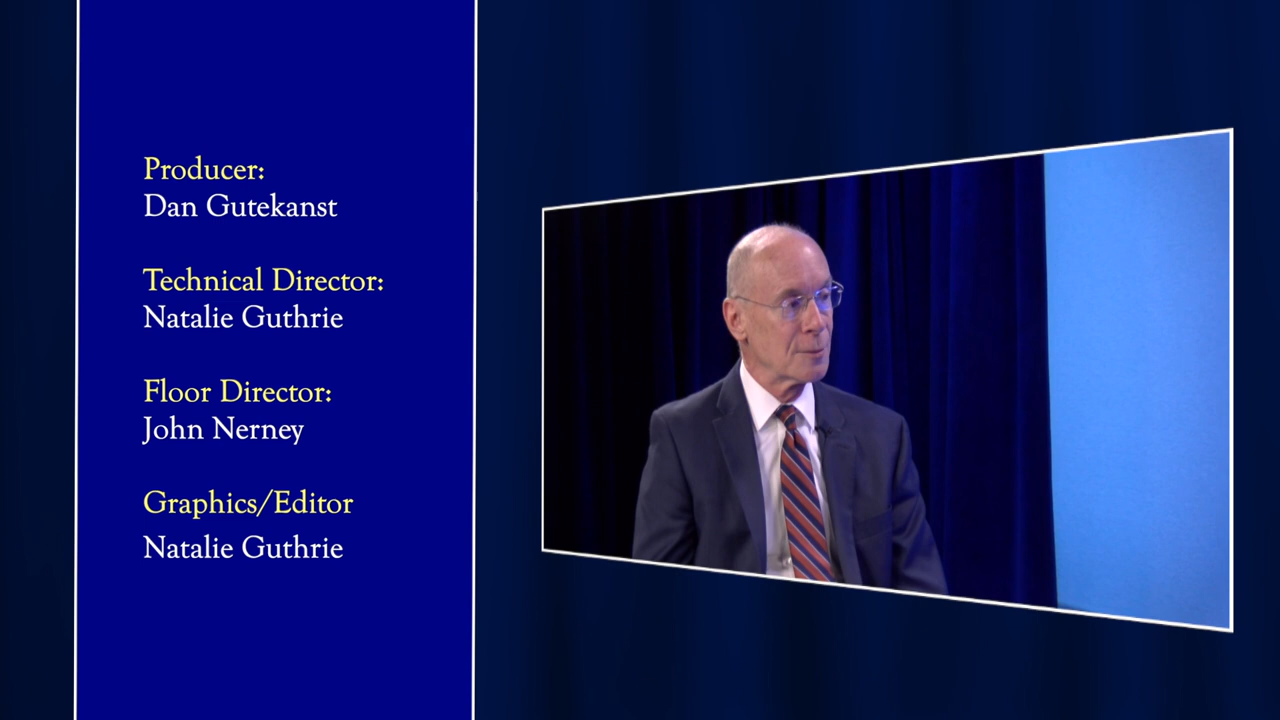 Producer:
Dan Gutekanst
Technical Director:
Natalie Guthrie
Floor Director:
John Nerney
Graphics/Editor
Natalie Guthrie